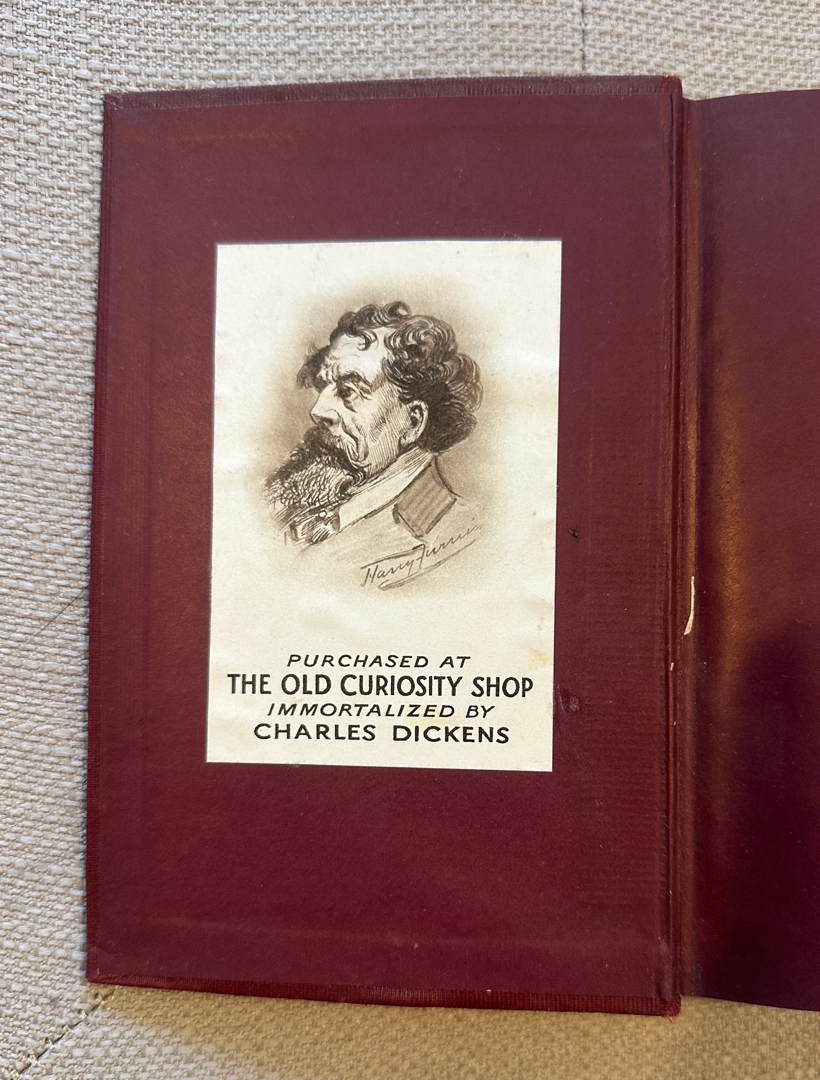 Harry Furniss
PURCHASED AT
THE OLD CURIOSITY SHOP
IMMORTALIZED BY
CHARLES DICKENS